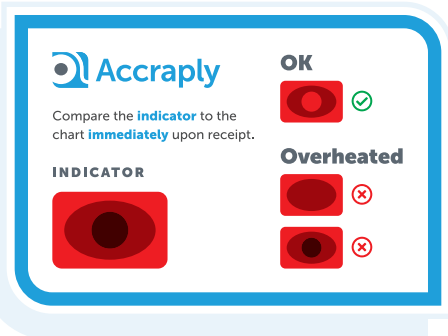 Accraply
Compare the indicator to the
chart immediately upon receipt.
INDICATOR
OK
Overheated